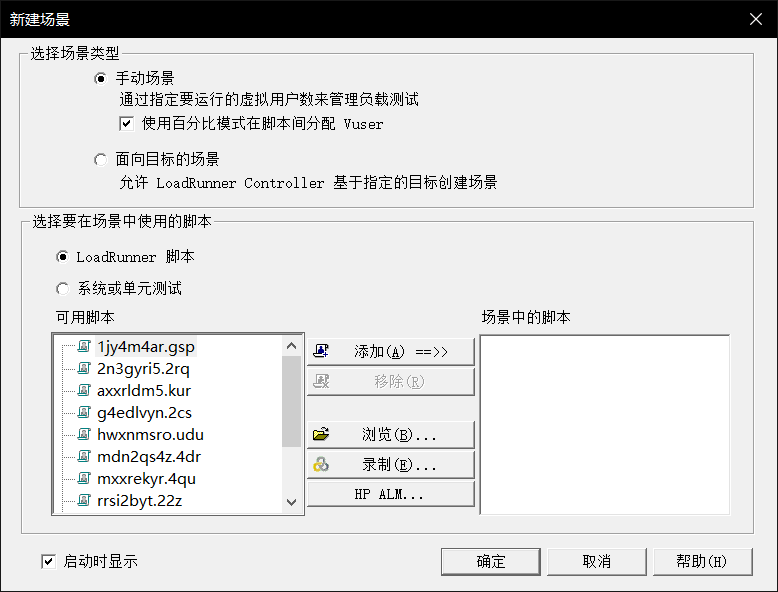 新建场景
选择场景类型
手动场景
通过指定要运行的虚拟用户数来管理负载测试
使用百分比模式在脚本间分配 Vuser
面向目标的场景
允许 LoadRunner Controller 基于指定的目标创建场景
选择要在场景中使用的脚本
LoadRunner 脚本
系统或单元测试
可用脚本
1jy4m4ar.gsp
2n3gyri5.2rq
axxrldm5.kur
g4edlvyn.2cs
hwxnmsro.udu
mdn2qs4z.4dr
mxxrekyr.4qu
rrsi2byt.22z
添加(A) ==>>
移除(R)
浏览(B)...
录制(E)...
HP ALM...
场景中的脚本
启动时显示
确定
取消
帮助(H)